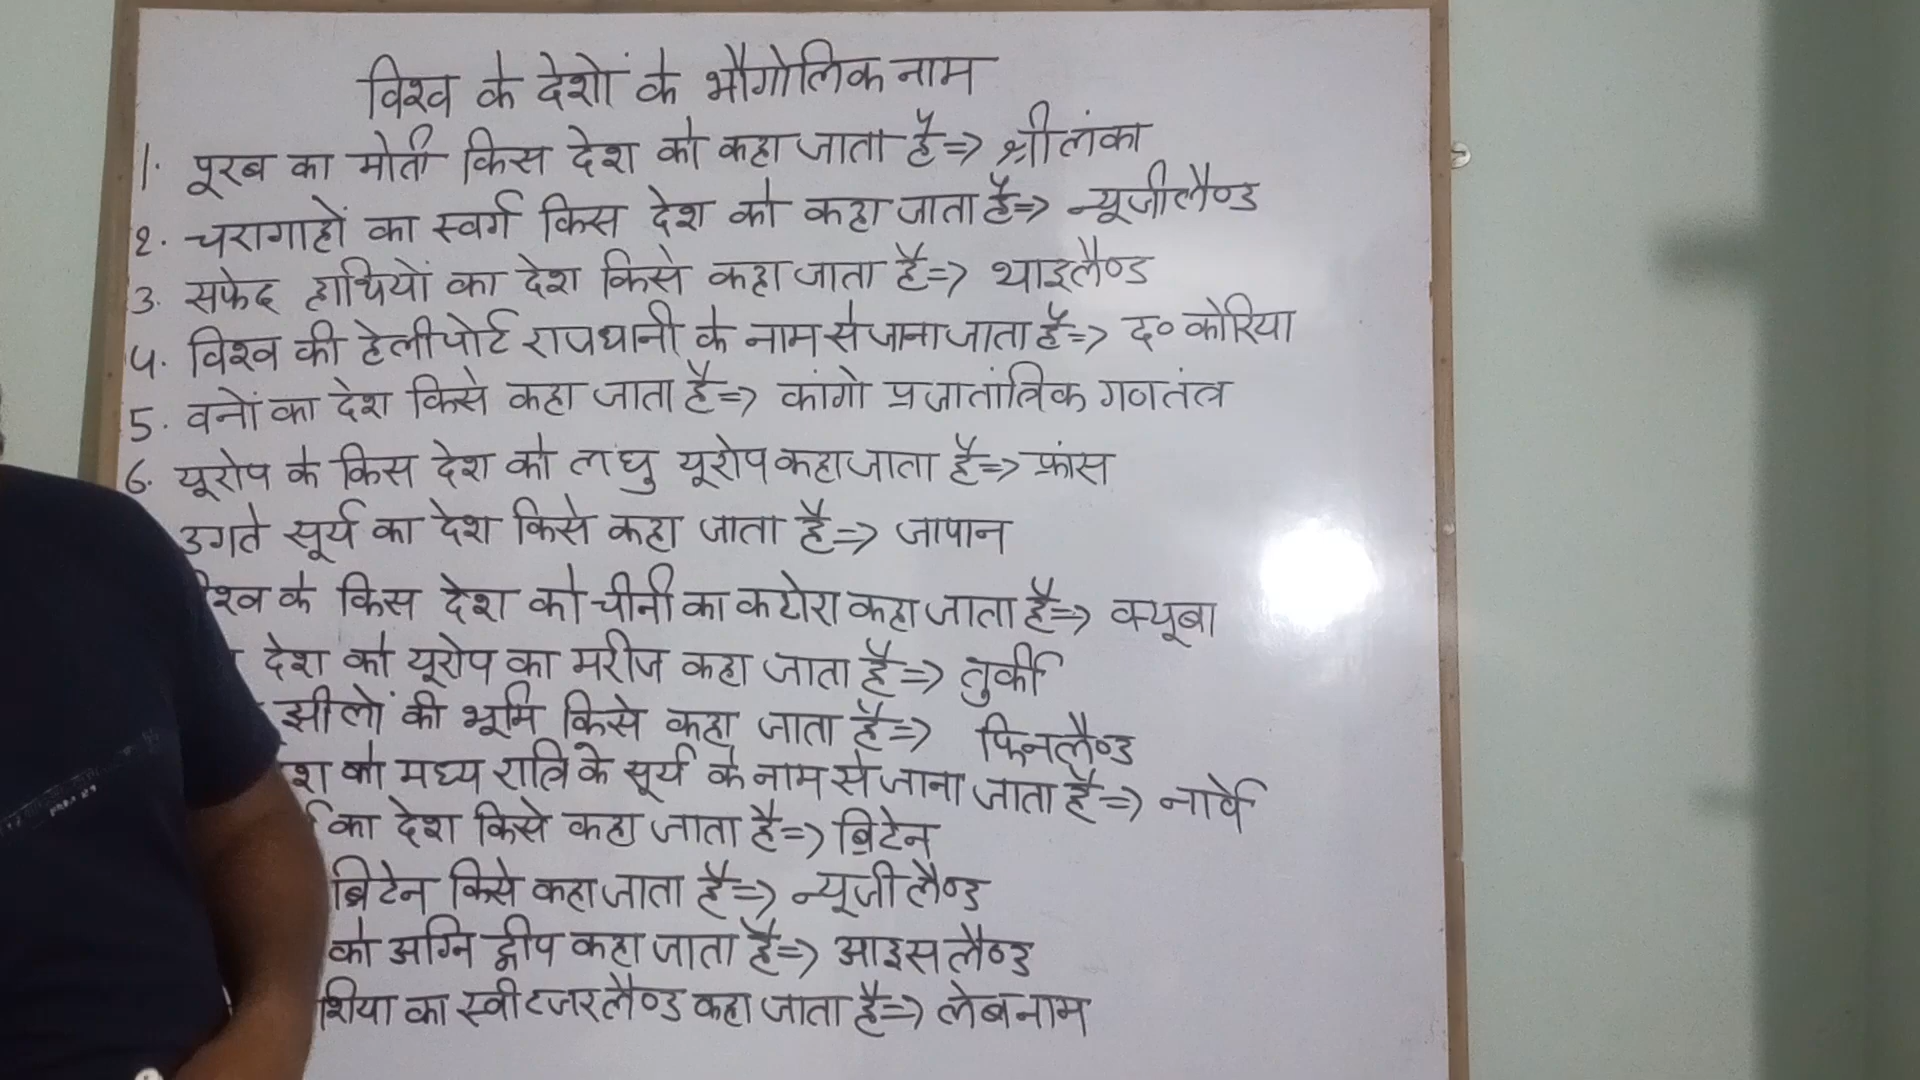 विश्व के देशों के भौगोलिक नाम
1. पूरब का मोती किस देश को कहा जाता है => श्रीलंका
2. चरागाहों का स्वर्ग किस देश को कहा जाता है => न्यूजीलैण्ड
3. सफेद हाथियों का देश किसे कहा जाता है => थाइलैण्ड
4. विश्व की हेलीपोर्ट राजधानी के नाम से जाना जाता है => द० कोरिया
5. वनों का देश किसे कहा जाता है => कांगो प्रजातांत्रिक गणतंत्र
6. यूरोप के किस देश को लघु यूरोप कहा जाता है => फ्रांस
उगते सूर्य का देश किसे कहा जाता है => जापान
के किस देश को चीनी का कटोरा कहा जाता है => क्यूबा
देश को यूरोप का मरीज कहा जाता है => तुर्की
झीलों की भूमि किसे कहा जाता है => फिनलैण्ड
को मध्य रात्रि के सूर्य के नाम से जाना जाता है => नार्वे
का देश किसे कहा जाता है => ब्रिटेन
ब्रिटेन किसे कहा जाता है => न्यूजीलैण्ड
को अग्नि द्वीप कहा जाता है => आइसलैण्ड
का स्वीटजरलैण्ड कहा जाता है => लेबनाम